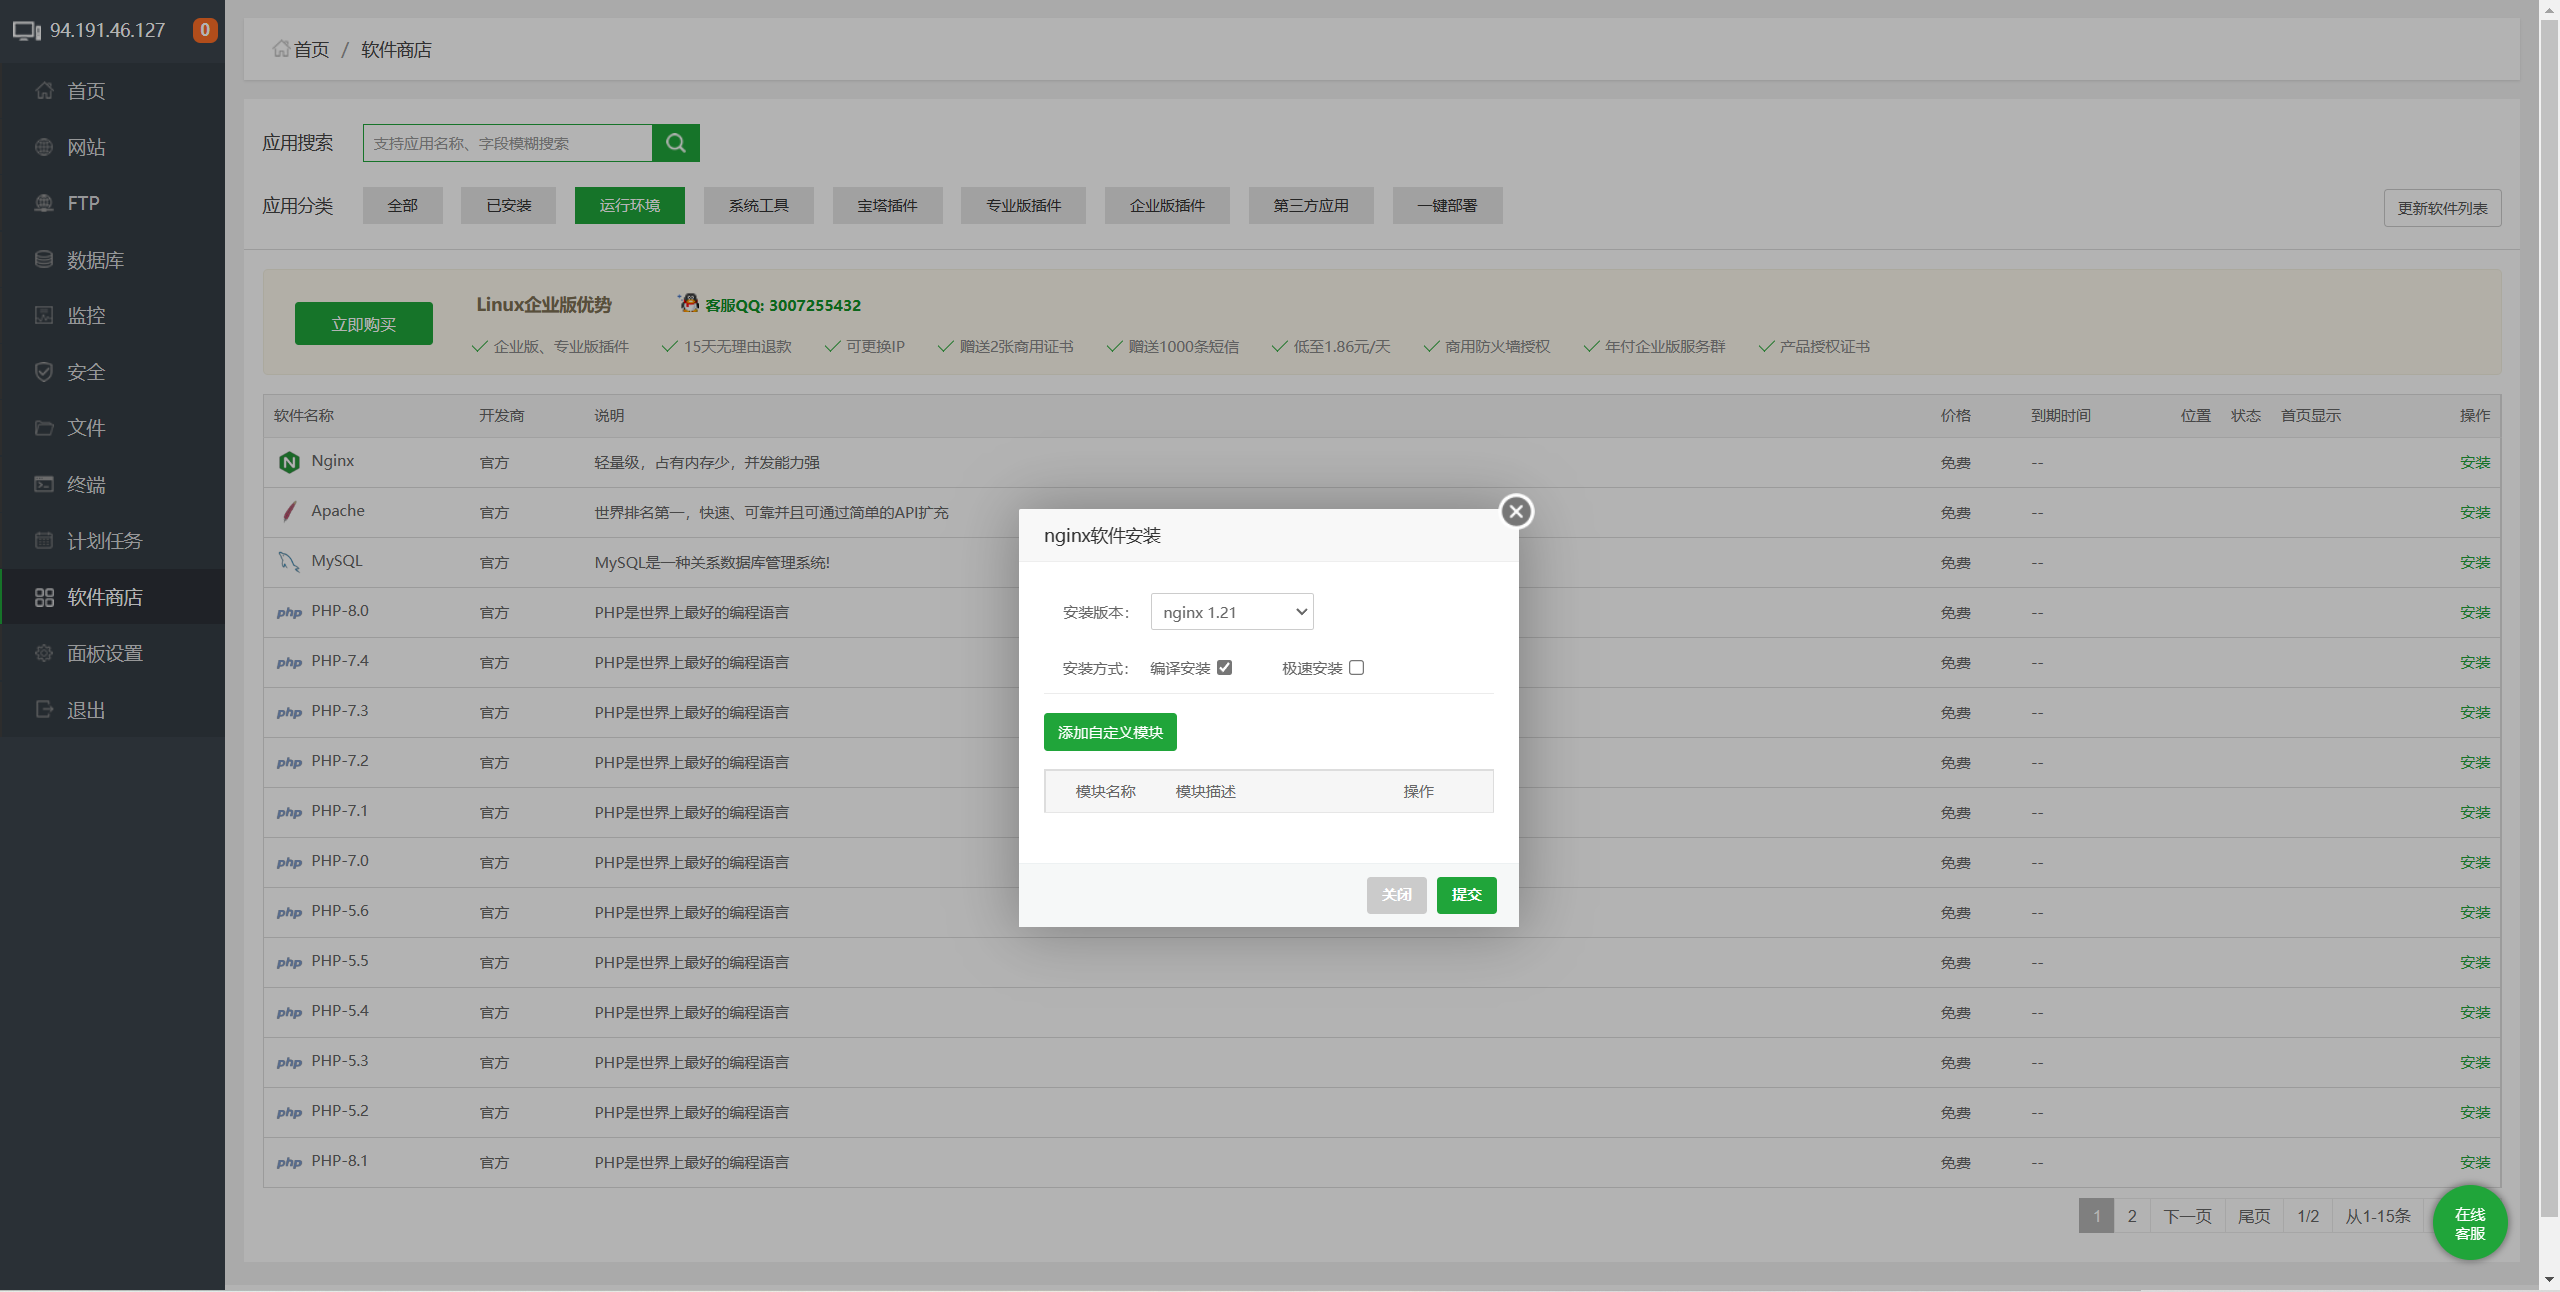 94.191.46.127 0
首页
网站
FTP
数据库
监控
安全
文件
终端
计划任务
软件商店
面板设置
退出
首页 / 软件商店
应用搜索 支持应用名称、字段模糊搜索
应用分类 全部 已安装 运行环境 系统工具 宝塔插件 专业版插件 企业版插件 第三方应用 一键部署 更新软件列表
立即购买
Linux企业版优势 客服QQ: 3007255432
企业版、专业版插件 15天无理由退款 可更换IP 赠送2张商用证书 赠送1000条短信 低至1.86元/天 商用防火墙授权 年付企业版服务群 产品授权证书
软件名称 开发商 说明 价格 到期时间 位置 状态 首页显示 操作
Nginx 官方 轻量级，占有内存少，并发能力强 免费 -- 安装
Apache 官方 世界排名第一，快速、可靠并且可通过简单的API扩充 免费 -- 安装
MySQL 官方 MySQL是一种关系数据库管理系统! 免费 -- 安装
php PHP-8.0 官方 PHP是世界上最好的编程语言 免费 -- 安装
php PHP-7.4 官方 PHP是世界上最好的编程语言 免费 -- 安装
php PHP-7.3 官方 PHP是世界上最好的编程语言 免费 -- 安装
php PHP-7.2 官方 PHP是世界上最好的编程语言 免费 -- 安装
php PHP-7.1 官方 PHP是世界上最好的编程语言 免费 -- 安装
php PHP-7.0 官方 PHP是世界上最好的编程语言 免费 -- 安装
php PHP-5.6 官方 PHP是世界上最好的编程语言 免费 -- 安装
php PHP-5.5 官方 PHP是世界上最好的编程语言 免费 -- 安装
php PHP-5.4 官方 PHP是世界上最好的编程语言 免费 -- 安装
php PHP-5.3 官方 PHP是世界上最好的编程语言 免费 -- 安装
php PHP-5.2 官方 PHP是世界上最好的编程语言 免费 -- 安装
php PHP-8.1 官方 PHP是世界上最好的编程语言 免费 -- 安装
1 2 下一页 尾页 1/2 从1-15条
在线
客服
nginx软件安装
安装版本： nginx 1.21
安装方式： 编译安装 极速安装
添加自定义模块
模块名称 模块描述 操作
关闭 提交